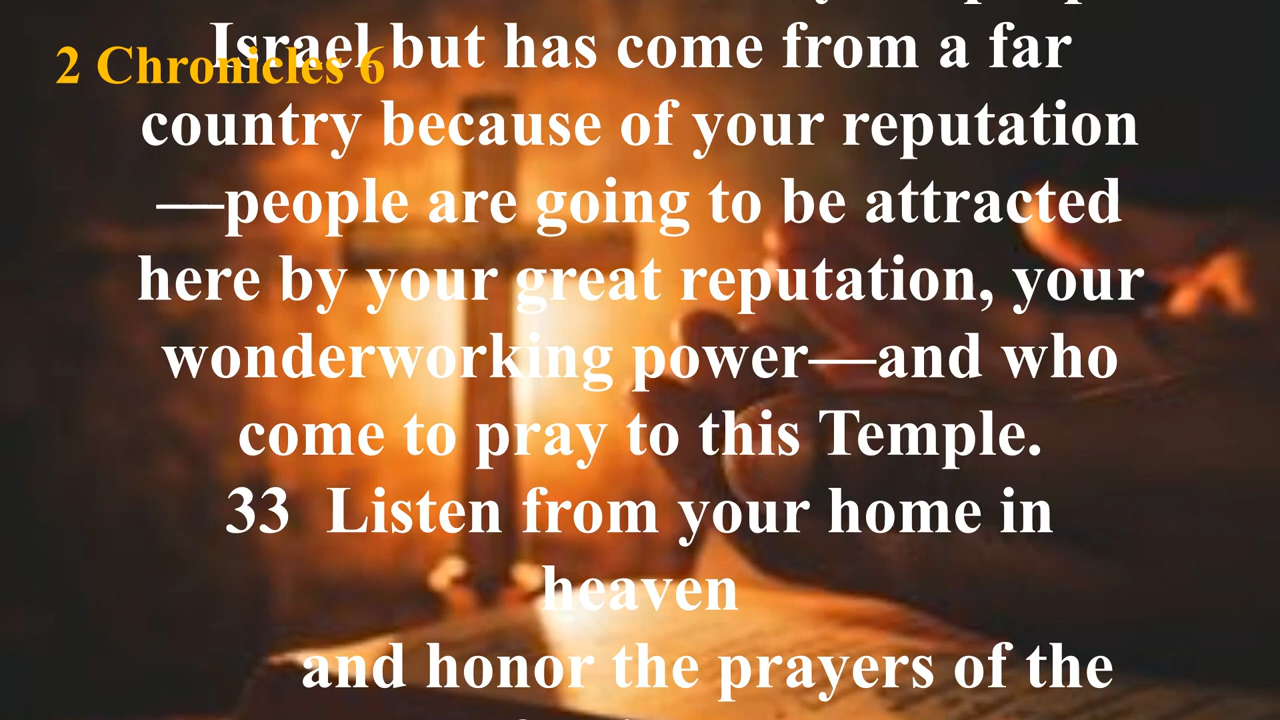 2 Chronicles 6
Israel but has come from a far
country because of your reputation
—people are going to be attracted
here by your great reputation, your
wonderworking power—and who
come to pray to this Temple.
33 Listen from your home in
heaven
and honor the prayers of the